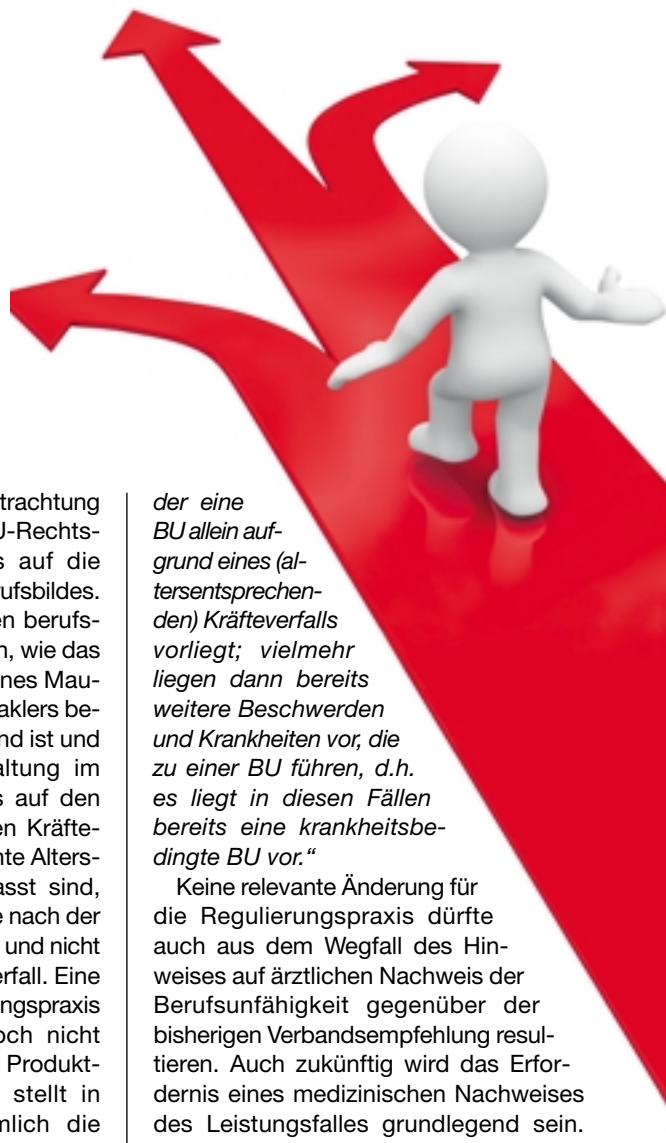 trachtung
U-Rechts-
s auf die
rufsbildes.
en berufs-
n, wie das
nes Mau-
aklers be-
nd ist und
altung im
s auf den
en Kräfte-
nte Alters-
asst sind,
e nach der
und nicht
erfall. Eine
ungspraxis
och nicht
Produkt-
stellt in
mlich die
der eine
BU allein auf-
grund eines (al-
tersentsprechen-
den) Kräfteverfalls
vorliegt; vielmehr
liegen dann bereits
weitere Beschwerden
und Krankheiten vor, die
zu einer BU führen, d.h.
es liegt in diesen Fällen
bereits eine krankheitsbe-
dingte BU vor.“
Keine relevante Änderung für
die Regulierungspraxis dürfte
auch aus dem Wegfall des Hin-
weises auf ärztlichen Nachweis der
Berufsunfähigkeit gegenüber der
bisherigen Verbandsempfehlung resul-
tieren. Auch zukünftig wird das Erfor-
dernis eines medizinischen Nachweises
des Leistungsfalles grundlegend sein.